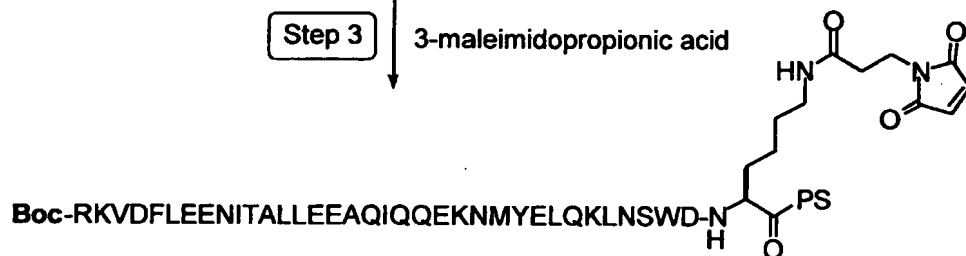 Step 3
3-maleimidopropionic acid
O
HN
N
O
O
Boc-RKVDFLEENITALLEEAQIQQEKNMYELQKLNSWD-N
H
PS
O